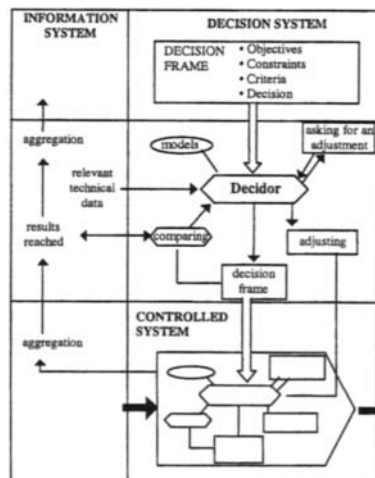 INFORMATION
SYSTEM
DECISION SYSTEM
DECISION
FRAME
• Objectives
• Constraints
• Criteria
• Decision
aggregation
models
asking for an
adjustment
relevant
technical
data
Decidor
results
reached
comparing
adjusting
decision
frame
CONTROLLED
SYSTEM
aggregation